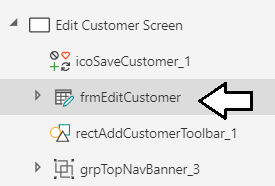 Edit Customer Screen
icoSaveCustomer_1
frmEditCustomer
rectAddCustomerToolbar_1
grpTopNavBanner_3